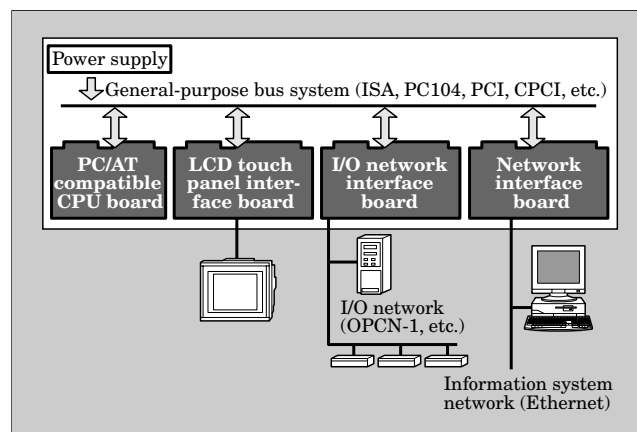 Power supply
General-purpose bus system (ISA, PC104, PCI, CPCI, etc.)
PC/AT
compatible
CPU board
LCD touch
panel inter-
face board
I/O network
interface
board
Network
interface
board
I/O network
(OPCN-1, etc.)
Information system
network (Ethernet)